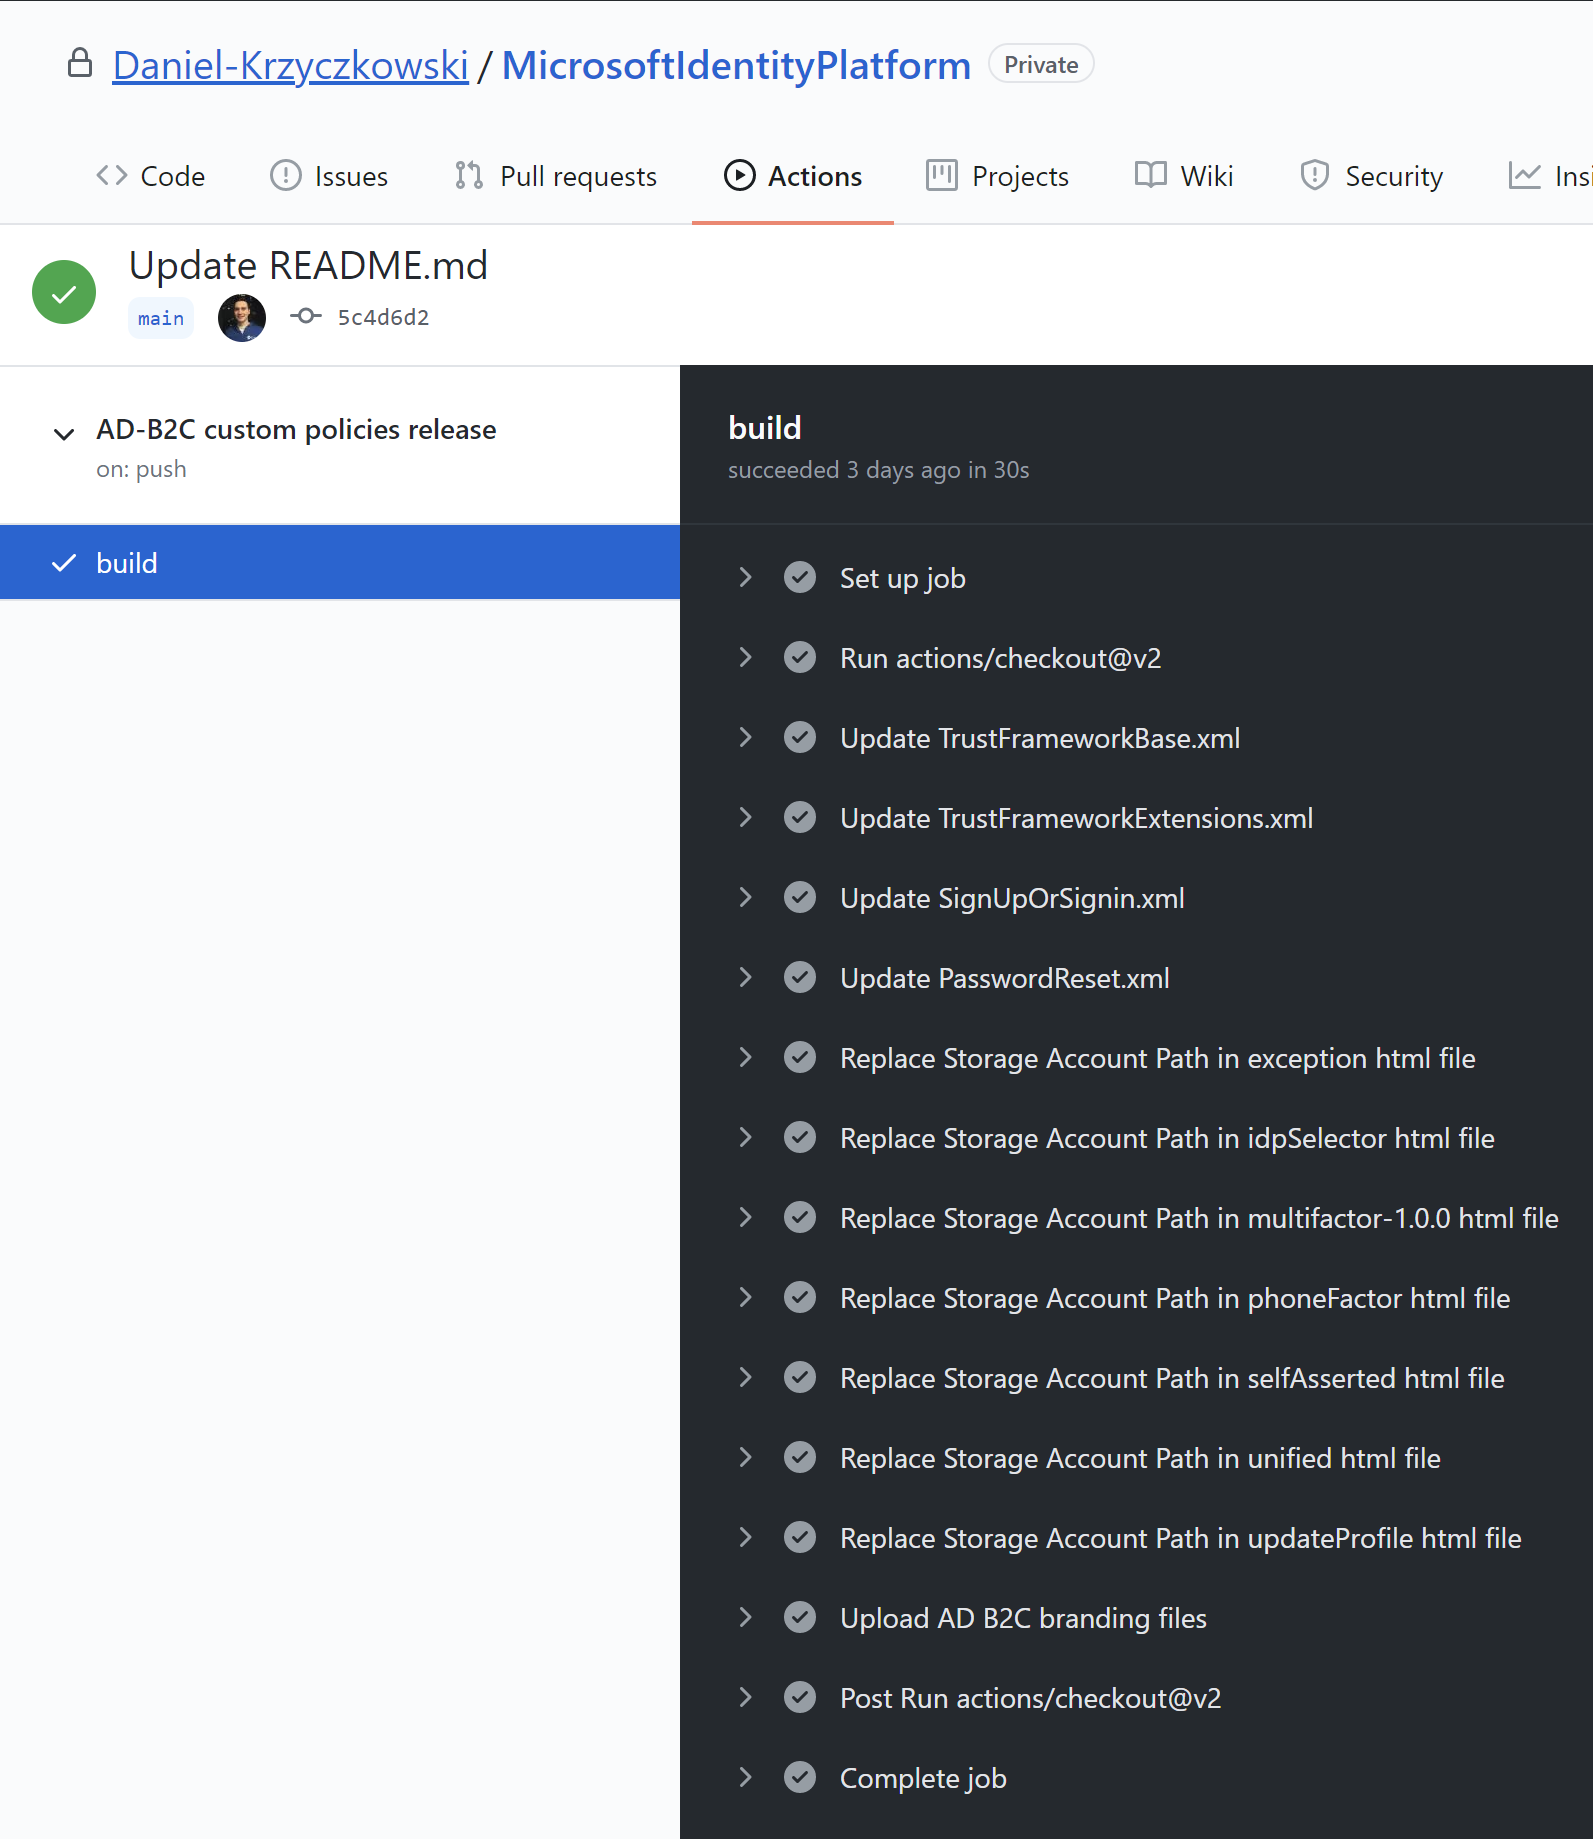 Daniel-Krzyczkowski / MicrosoftIdentityPlatform Private
Code Issues Pull requests Actions Projects Wiki Security Insi
Update README.md
main 5c4d6d2
AD-B2C custom policies release
on: push
build
build
succeeded 3 days ago in 30s
Set up job
Run actions/checkout@v2
Update TrustFrameworkBase.xml
Update TrustFrameworkExtensions.xml
Update SignUpOrSignin.xml
Update PasswordReset.xml
Replace Storage Account Path in exception html file
Replace Storage Account Path in idpSelector html file
Replace Storage Account Path in multifactor-1.0.0 html file
Replace Storage Account Path in phoneFactor html file
Replace Storage Account Path in selfAsserted html file
Replace Storage Account Path in unified html file
Replace Storage Account Path in updateProfile html file
Upload AD B2C branding files
Post Run actions/checkout@v2
Complete job